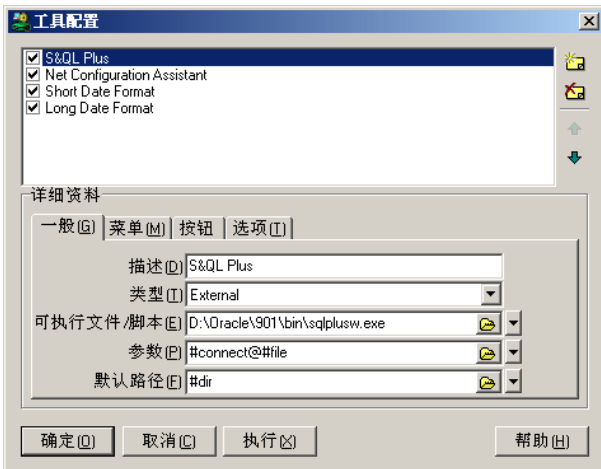 工具配置
S&QL Plus
Net Configuration Assistant
Short Date Format
Long Date Format
详细资料
一般(G) 菜单(M) 按钮 选项(T)
描述(D) S&QL Plus
类型(T) External
可执行文件/脚本(E) D:\Oracle\901\bin\sqlplusw.exe
参数(P) #connect@#file
默认路径(F) #dir
确定(O) 取消(C) 执行(X) 帮助(H)